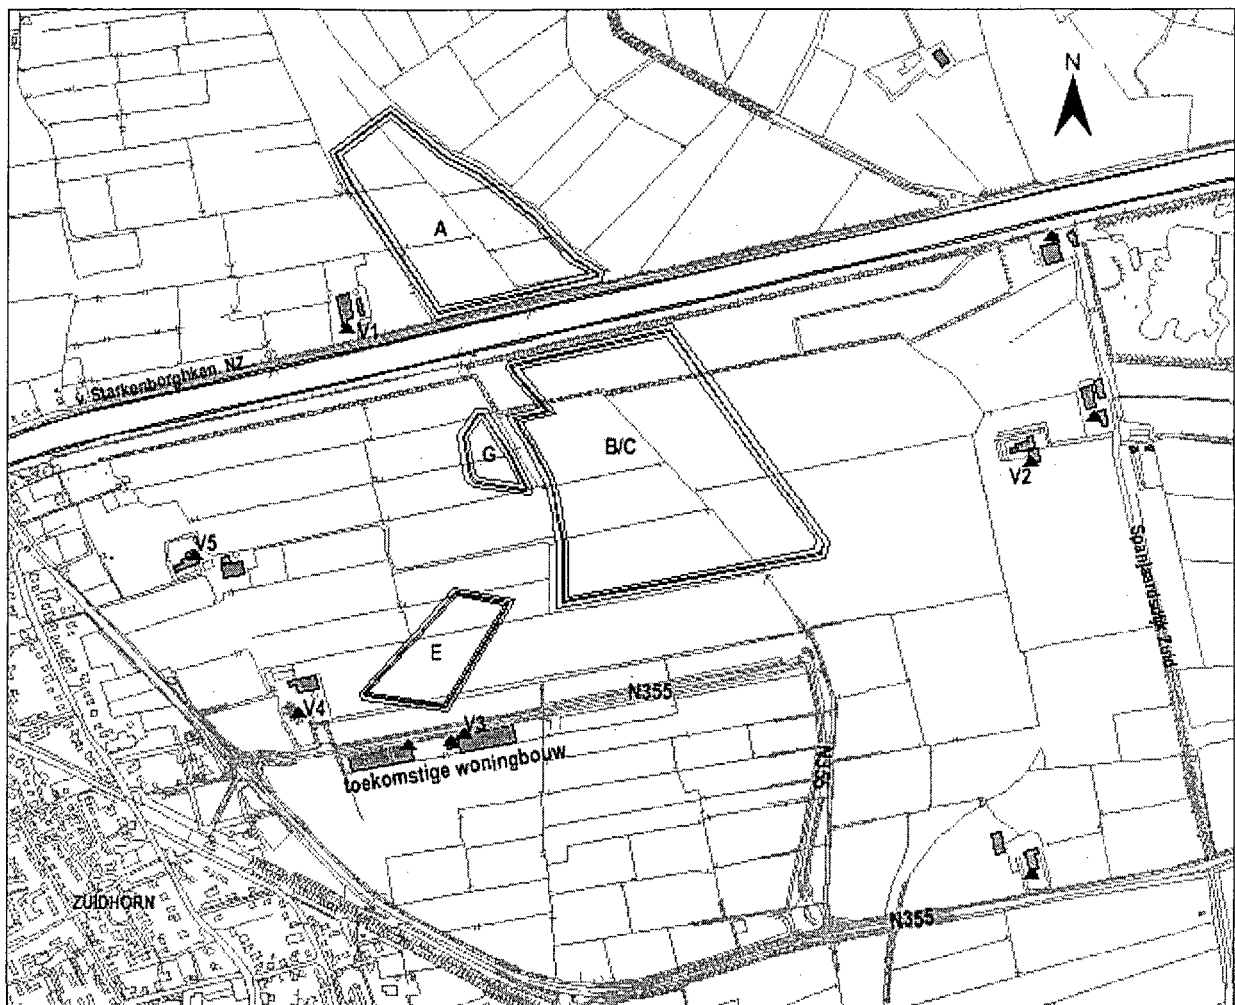 N
A
V1
Starkenborghkan. NZ
B/C
G
V2
V5
Spanjaardsdijk Zuid
E
N355
V4
V3
toekomstige woningbouw
N355
ZUIDHORN
N355